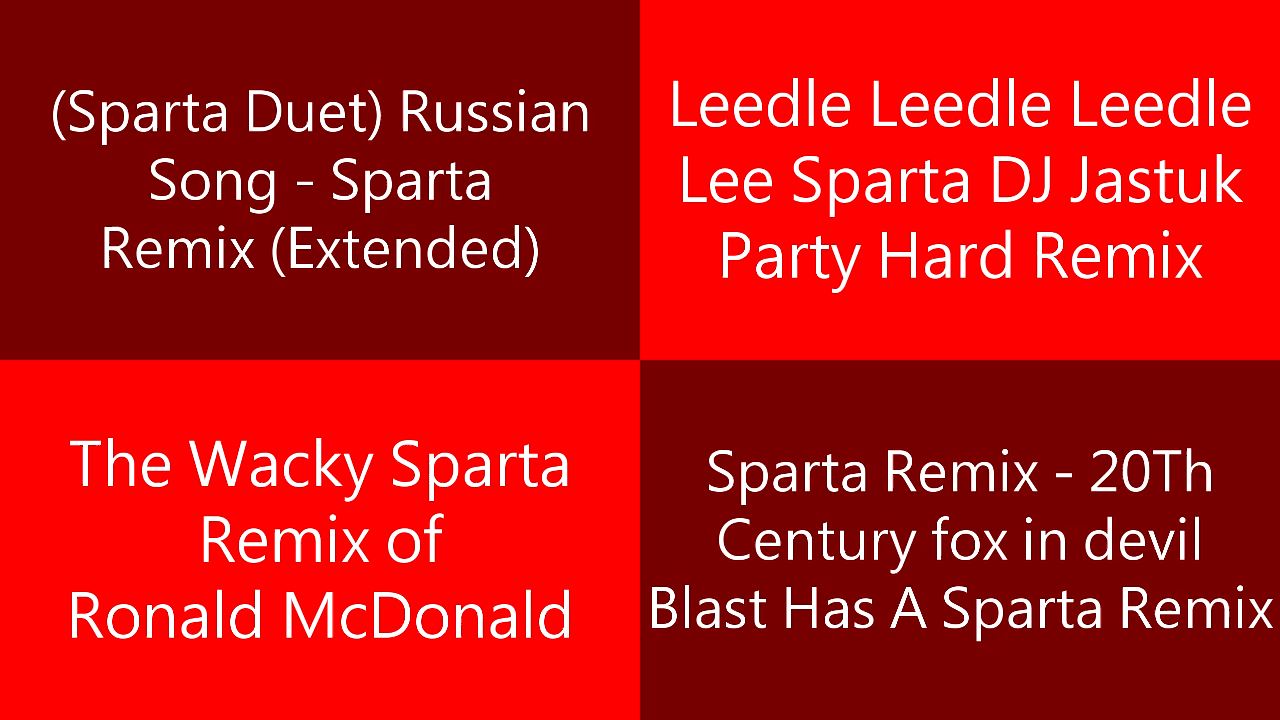 (Sparta Duet) Russian
Song - Sparta
Remix (Extended)
Leedle Leedle Leedle
Lee Sparta DJ Jastuk
Party Hard Remix
The Wacky Sparta
Remix of
Ronald McDonald
Sparta Remix - 20Th
Century fox in devil
Blast Has A Sparta Remix